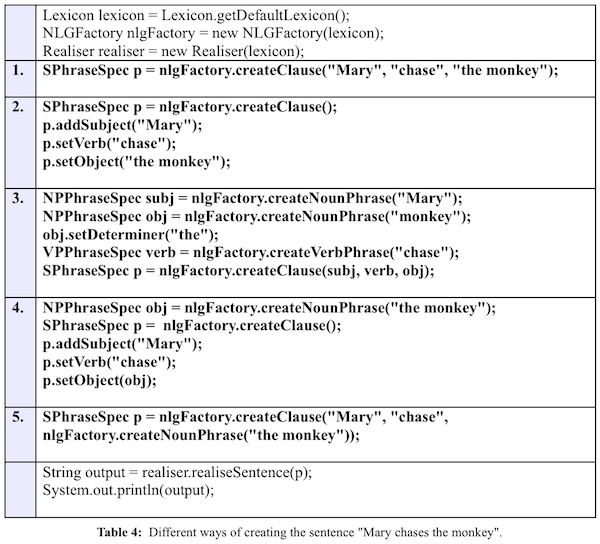 Lexicon lexicon = Lexicon.getDefaultLexicon();
NLGFactory nlgFactory = new NLGFactory(lexicon);
Realiser realiser = new Realiser(lexicon);
1. SPhraseSpec p = nlgFactory.createClause("Mary", "chase", "the monkey");
2. SPhraseSpec p = nlgFactory.createClause();
p.addSubject("Mary");
p.setVerb("chase");
p.setObject("the monkey");
3. NPPhraseSpec subj = nlgFactory.createNounPhrase("Mary");
NPPhraseSpec obj = nlgFactory.createNounPhrase("monkey");
obj.setDeterminer("the");
VPPhraseSpec verb = nlgFactory.createVerbPhrase("chase");
SPhraseSpec p = nlgFactory.createClause(subj, verb, obj);
4. NPPhraseSpec obj = nlgFactory.createNounPhrase("the monkey");
SPhraseSpec p = nlgFactory.createClause();
p.addSubject("Mary");
p.setVerb("chase");
p.setObject(obj);
5. SPhraseSpec p = nlgFactory.createClause("Mary", "chase",
nlgFactory.createNounPhrase("the monkey"));
String output = realiser.realiseSentence(p);
System.out.println(output);
Table 4: Different ways of creating the sentence "Mary chases the monkey".